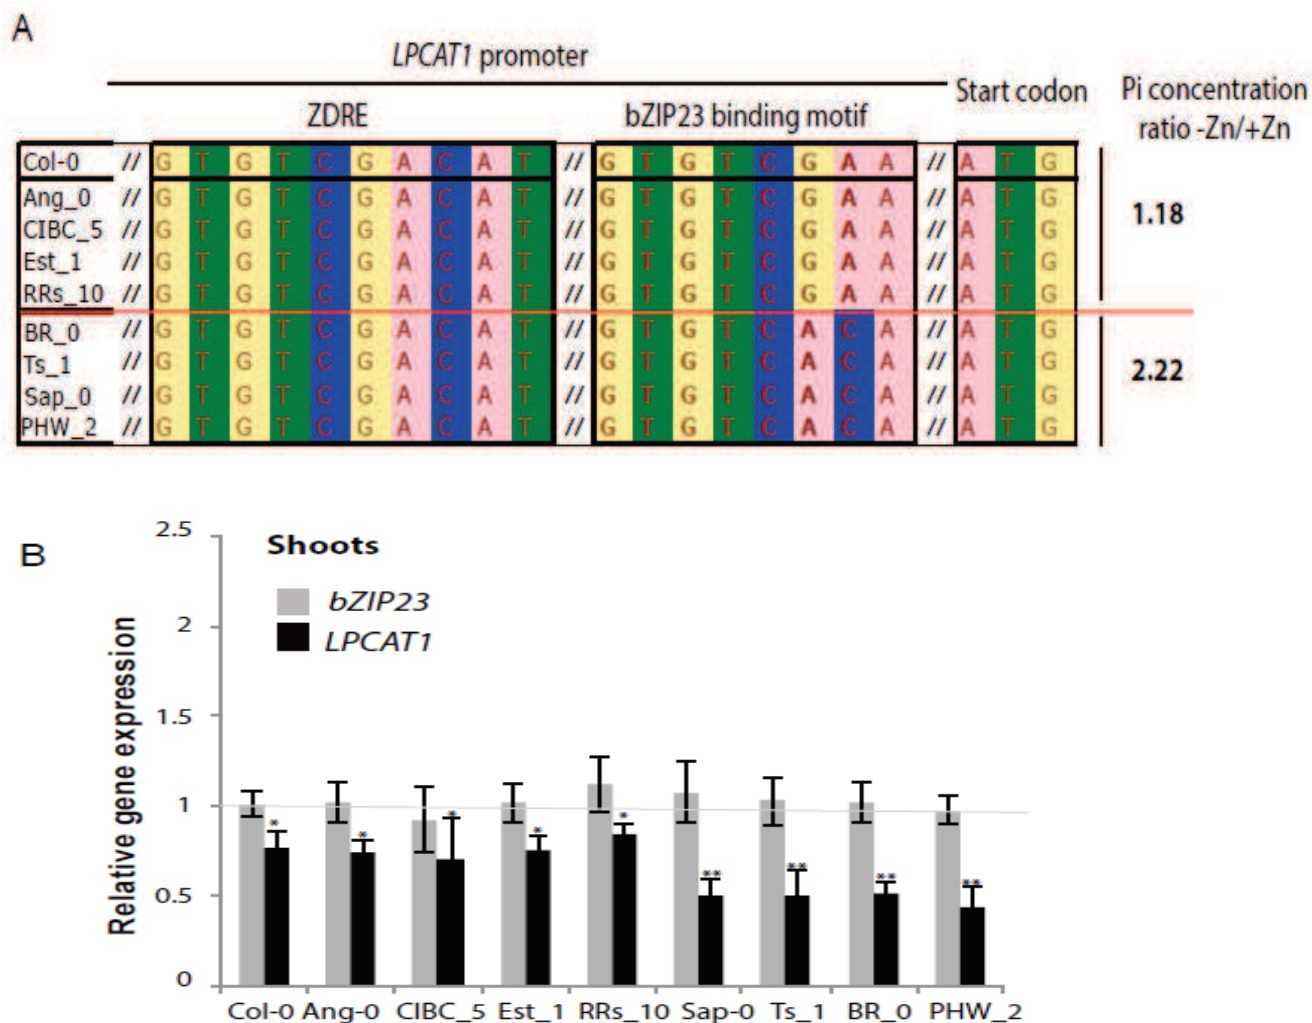 A
LPCAT1 promoter
ZDRE
bZIP23 binding motif
Start codon
Pi concentration
ratio -Zn/+Zn
Col-0 // G T G T C G A C A T // G T G T C G A A // A T G
Ang_0 // G T G T C G A C A T // G T G T C G A A // A T G
CIBC_5 // G T G T C G A C A T // G T G T C G A A // A T G
Est_1 // G T G T C G A C A T // G T G T C G A A // A T G
RRs_10 // G T G T C G A C A T // G T G T C G A A // A T G
1.18
BR_0 // G T G T C G A C A T // G T G T C A C A // A T G
Ts_1 // G T G T C G A C A T // G T G T C A C A // A T G
Sap_0 // G T G T C G A C A T // G T G T C A C A // A T G
PHW_2 // G T G T C G A C A T // G T G T C A C A // A T G
2.22
B
Shoots
bZIP23
LPCAT1
Relative gene expression
2.5
2
1.5
1
0.5
0
* * * * * ** ** ** **
Col-0 Ang-0 CIBC_5 Est_1 RRs_10 Sap-0 Ts_1 BR_0 PHW_2